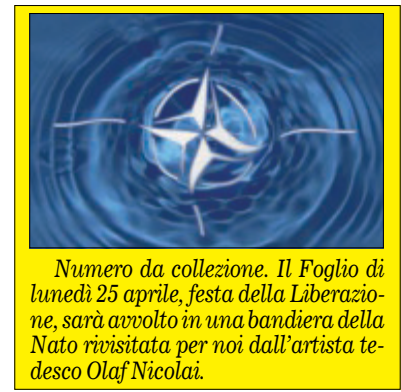 Numero da collezione. Il Foglio di
lunedì 25 aprile, festa della Liberazio-
ne, sarà avvolto in una bandiera della
Nato rivisitata per noi dall'artista te-
desco Olaf Nicolai.